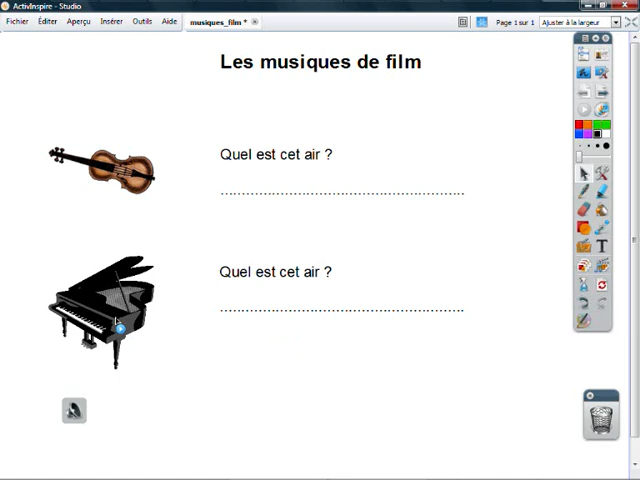 ActivInspire - Studio
Fichier Éditer Aperçu Insérer Outils Aide musiques_film * Page 1 sur 1 Ajuster à la largeur
Les musiques de film
Quel est cet air ?
................................................................
Quel est cet air ?
................................................................
T